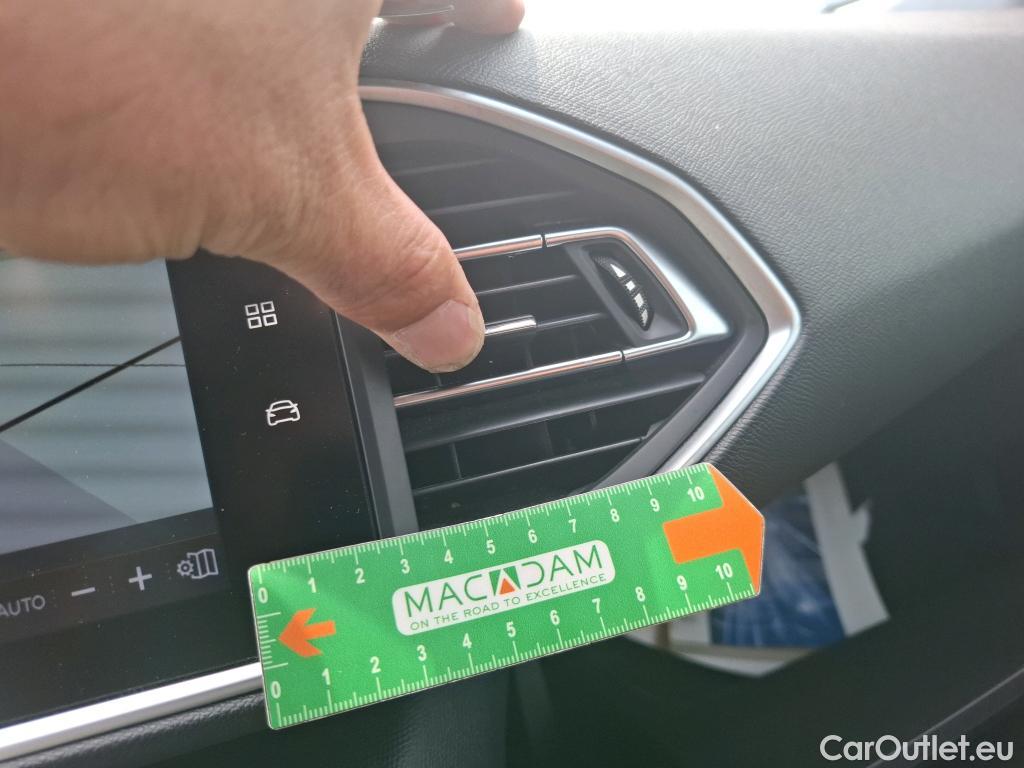 AUTO
0 1 2 3 4 5 6 7 8 9 10
MACADAM
ON THE ROAD TO EXCELLENCE
0 1 2 3 4 5 6 7 8 9 10
CarOutlet.eu